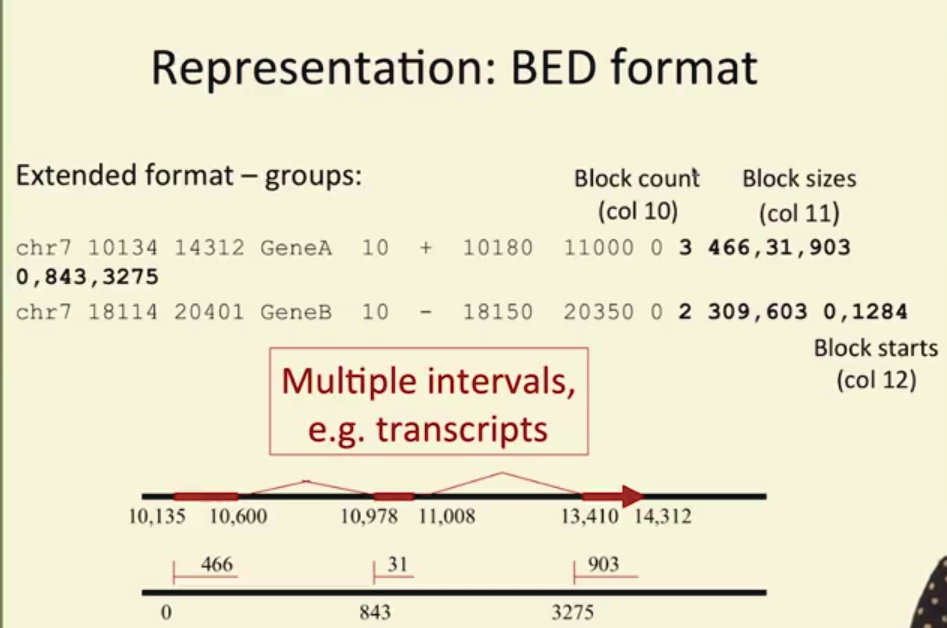 Representation: BED format
Extended format – groups:
Block count
(col 10)
Block sizes
(col 11)
chr7 10134 14312 GeneA 10 + 10180 11000 0 3 466,31,903
0,843,3275
chr7 18114 20401 GeneB 10 - 18150 20350 0 2 309,603 0,1284
Block starts
(col 12)
Multiple intervals,
e.g. transcripts
10,135 10,600 10,978 11,008 13,410 14,312
466 31 903
0 843 3275